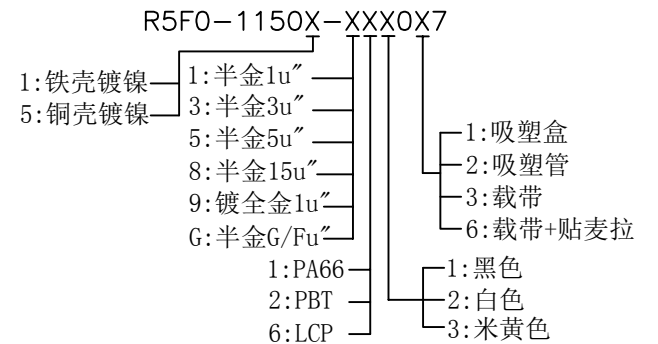 R5F0-1150X-XXX0X7
1:铁壳镀镍
5:铜壳镀镍
1:半金1u"
3:半金3u"
5:半金5u"
8:半金15u"
9:镀全金1u"
G:半金G/Fu"
1:PA66
2:PBT
6:LCP
1:黑色
2:白色
3:米黄色
1:吸塑盒
2:吸塑管
3:载带
6:载带+贴麦拉